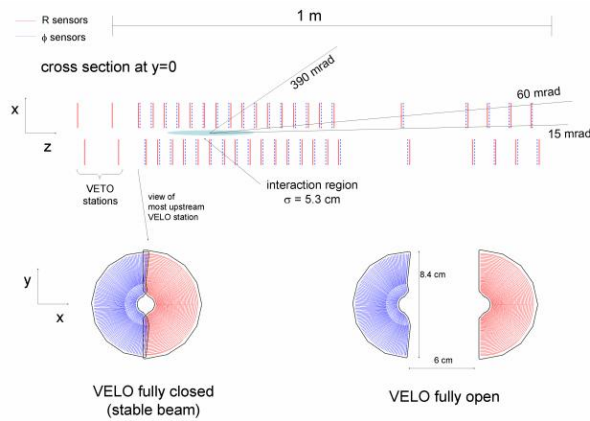 R sensors
ϕ sensors
1 m
cross section at y=0
390 mrad
60 mrad
15 mrad
x
z
VETO
stations
view of
most upstream
VELO station
interaction region
σ = 5.3 cm
y
x
8.4 cm
6 cm
VELO fully closed
(stable beam)
VELO fully open